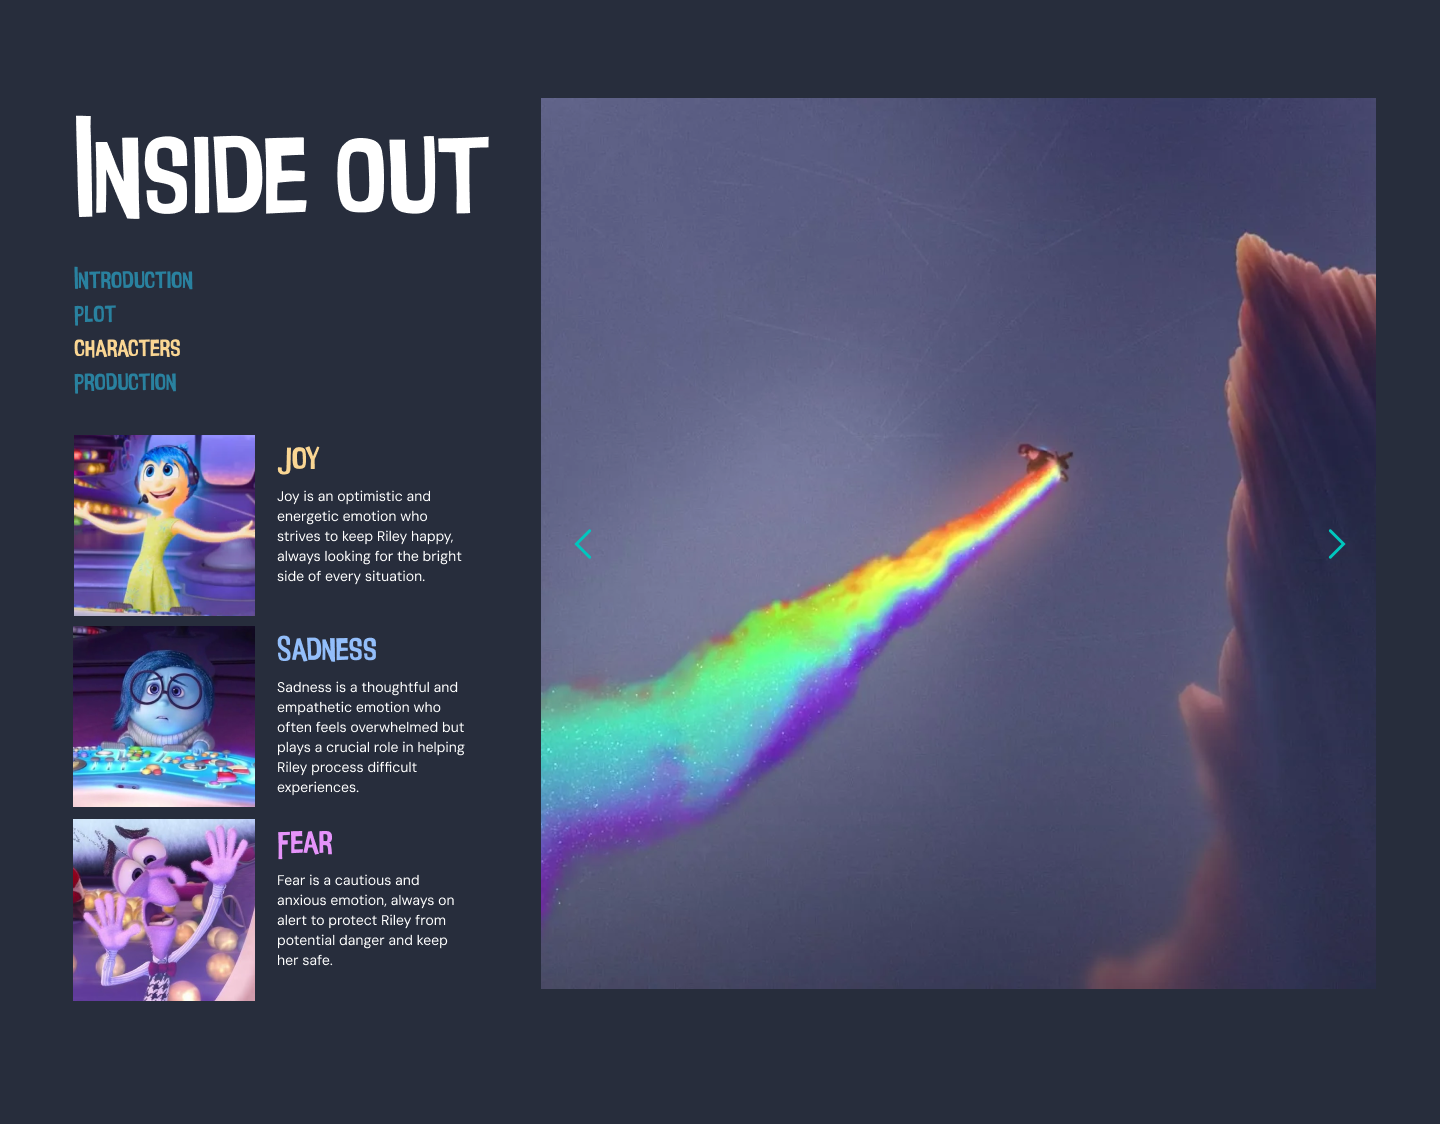 Inside out
Introduction
plot
characters
production
Joy
Joy is an optimistic and
energetic emotion who
strives to keep Riley happy,
always looking for the bright
side of every situation.
Sadness
Sadness is a thoughtful and
empathetic emotion who
often feels overwhelmed but
plays a crucial role in helping
Riley process difficult
experiences.
fear
Fear is a cautious and
anxious emotion, always on
alert to protect Riley from
potential danger and keep
her safe.